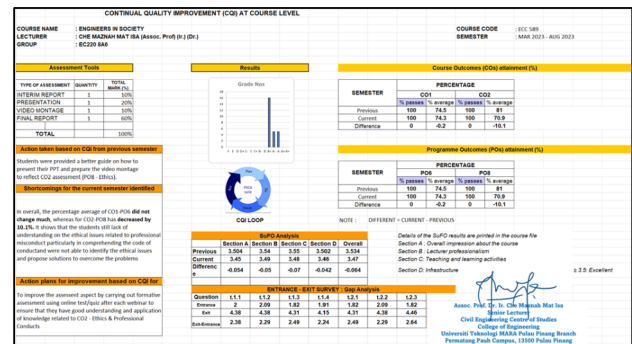 CONTINUAL QUALITY IMPROVEMENT (CQI) AT COURSE LEVEL
COURSE NAME : ENGINEERS IN SOCIETY
LECTURER : CHE MAZNAH MAT ISA (Assoc. Prof) (Ir.) (Dr.)
GROUP : EC220 8A6
COURSE CODE : ECC 589
SEMESTER : MAR 2023 - AUG 2023
Assessment Tools
TYPE OF ASSESSMENT QUANTITY TOTAL MARK (%)
INTERIM REPORT 1 10%
PRESENTATION 1 20%
VIDEO MONTAGE 1 10%
FINAL REPORT 1 60%
TOTAL 100%
Action taken based on CQI from previous semester
Students were provided a better guide on how to
present their PPT and prepare the video montage
to reflect CO2 assessment (PO8 - Ethics).
Shortcomings for the current semester identified
In overall, the percentage average of CO1-PO6 did not
change much, whereas for CO2-PO8 has decreased by
10.1%. It shows that the students still lack of
understanding on the ethical issues related to professional
misconduct particularly in comprehending the code of
conductand were not able to identify the ethical issues
and propose solutions to overcome the problems
Action plans for improvement based on CQI for
To improve the assessment aspect by carrying out formative
assessment using online test/quiz after each webinar to
ensure that they have good understanding and application
of knowledge related to CO2 - Ethics & Professional
Conducts
Results
Grade Nos
CQI LOOP
SuFO Analysis
Section A Section B Section C Section D Overall
Previous 3.504 3.54 3.55 3.502 3.534
Current 3.45 3.49 3.48 3.46 3.47
Differenc
e -0.054 -0.05 -0.07 -0.042 -0.064
ENTRANCE - EXIT SURVEY : Gap Analysis
Question t.1.1 t.1.2 t.1.3 t.1.4 t.2.1 t.2.2 t.2.3
Entrance 2 2.09 1.82 1.91 1.82 2.09 1.82
Exit 4.38 4.38 4.31 4.15 4.31 4.38 4.46
Exit-Entrance 2.38 2.29 2.49 2.24 2.49 2.29 2.64
Course Outcomes (COs) attainment (%)
SEMESTER PERCENTAGE
CO1 CO2
% passes % average % passes % average
Previous 100 74.5 100 81
Current 100 74.3 100 70.9
Difference 0 -0.2 0 -10.1
Programme Outcomes (POs) attainment (%)
SEMESTER PERCENTAGE
PO6 PO8
% passes % average % passes % average
Previous 100 74.5 100 81
Current 100 74.3 100 70.9
Difference 0 -0.2 0 -10.1
NOTE : DIFFERENT = CURRENT - PREVIOUS
Details of the SuFO results are printed in the course file
Section A : Overall impression about the course
Section B : Lecturer professionalism
Section C: Teaching and learning activities
Section D: Infrastructure
≥ 3.5: Excellent
Assoc. Prof. Dr. Ir. Che Maznah Mat Isa
Senior Lecturer
Civil Engineering Centre of Studies
College of Engineering
Universiti Teknologi MARA Pulau Pinang Branch
Permatang Pauh Campus, 13500 Pulau Pinang